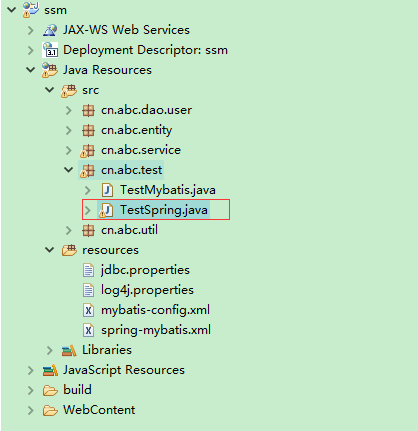 ssm
JAX-WS Web Services
Deployment Descriptor: ssm
3.1
Java Resources
src
cn.abc.dao.user
cn.abc.entity
cn.abc.service
cn.abc.test
TestMybatis.java
TestSpring.java
cn.abc.util
resources
jdbc.properties
log4j.properties
mybatis-config.xml
spring-mybatis.xml
Libraries
JavaScript Resources
build
WebContent